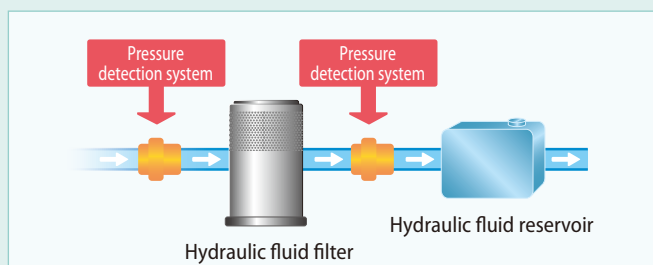 Pressure
detection system
Pressure
detection system
Hydraulic fluid reservoir
Hydraulic fluid filter